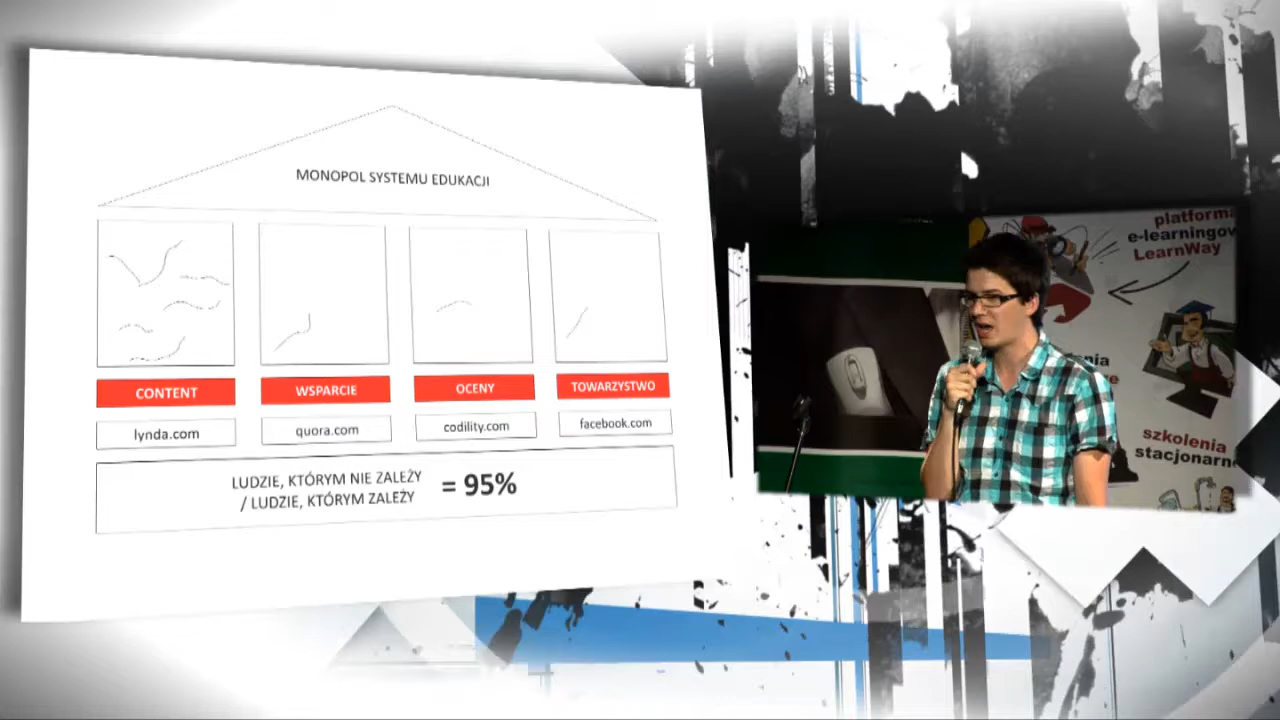 MONOPOL SYSTEMU EDUKACJI
CONTENT
WSPARCIE
OCENY
TOWARZYSTWO
lynda.com
quora.com
codility.com
facebook.com
LUDZIE, KTÓRYM NIE ZALEŻY
/ LUDZIE, KTÓRYM ZALEŻY
= 95%
platforma
e-learningow
LearnWay
szkolenia
stacjonarne